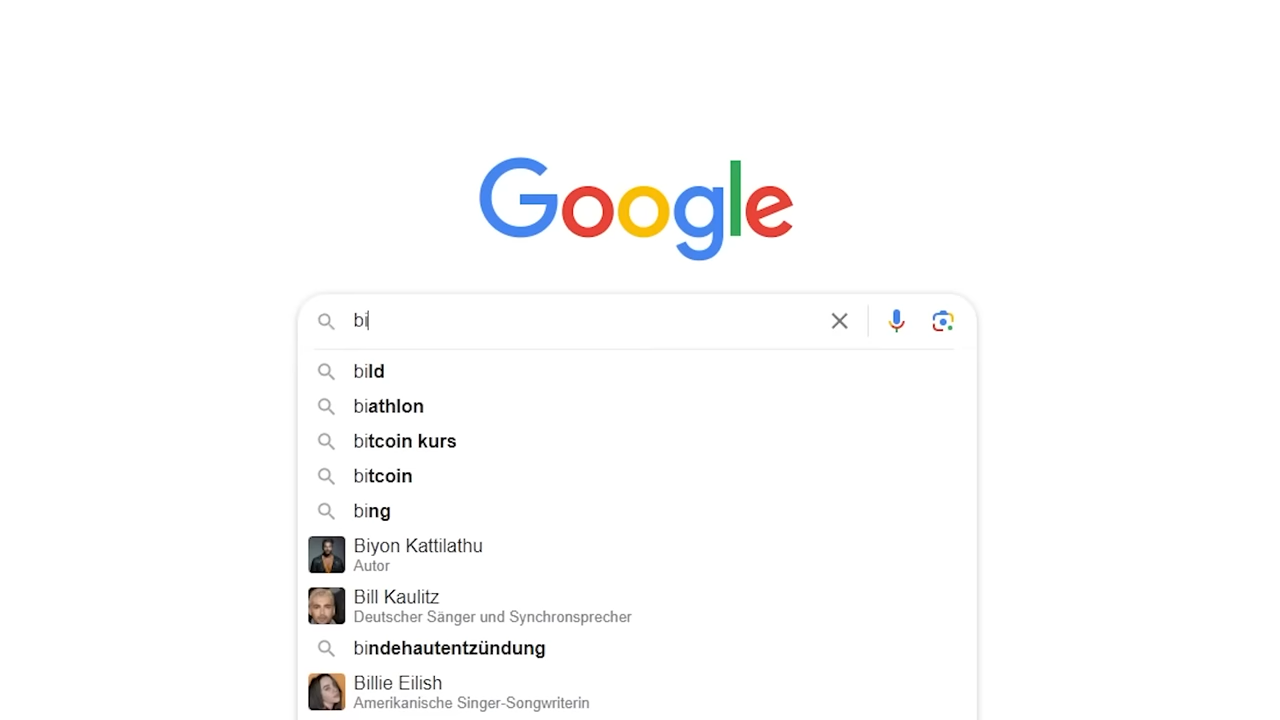 Google
bi
bild
biathlon
bitcoin kurs
bitcoin
bing
Biyon Kattilathu
Autor
Bill Kaulitz
Deutscher Sänger und Synchronsprecher
bindehautentzündung
Billie Eilish
Amerikanische Singer-Songwriterin